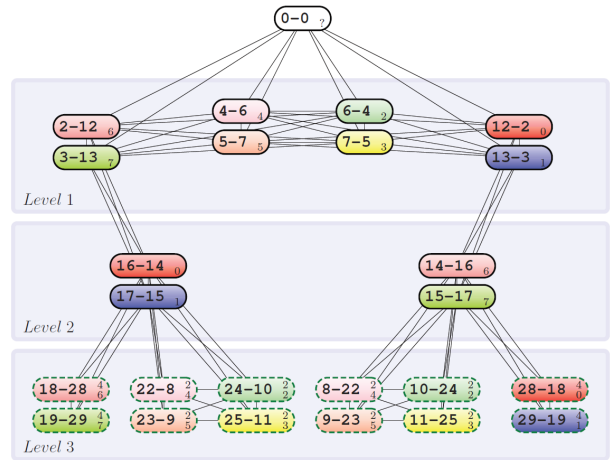 0-0 ?
4-6 4
6-4 2
2-12 6
12-2 0
5-7 5
7-5 3
3-13 7
13-3 1
Level 1
16-14 0
14-16 6
17-15 1
15-17 7
Level 2
18-28 4 6
22-8 2 4
24-10 2 2
8-22 2 4
10-24 2 2
28-18 4 0
19-29 4 7
23-9 2 5
25-11 2 3
9-23 2 5
11-25 2 3
29-19 4 1
Level 3